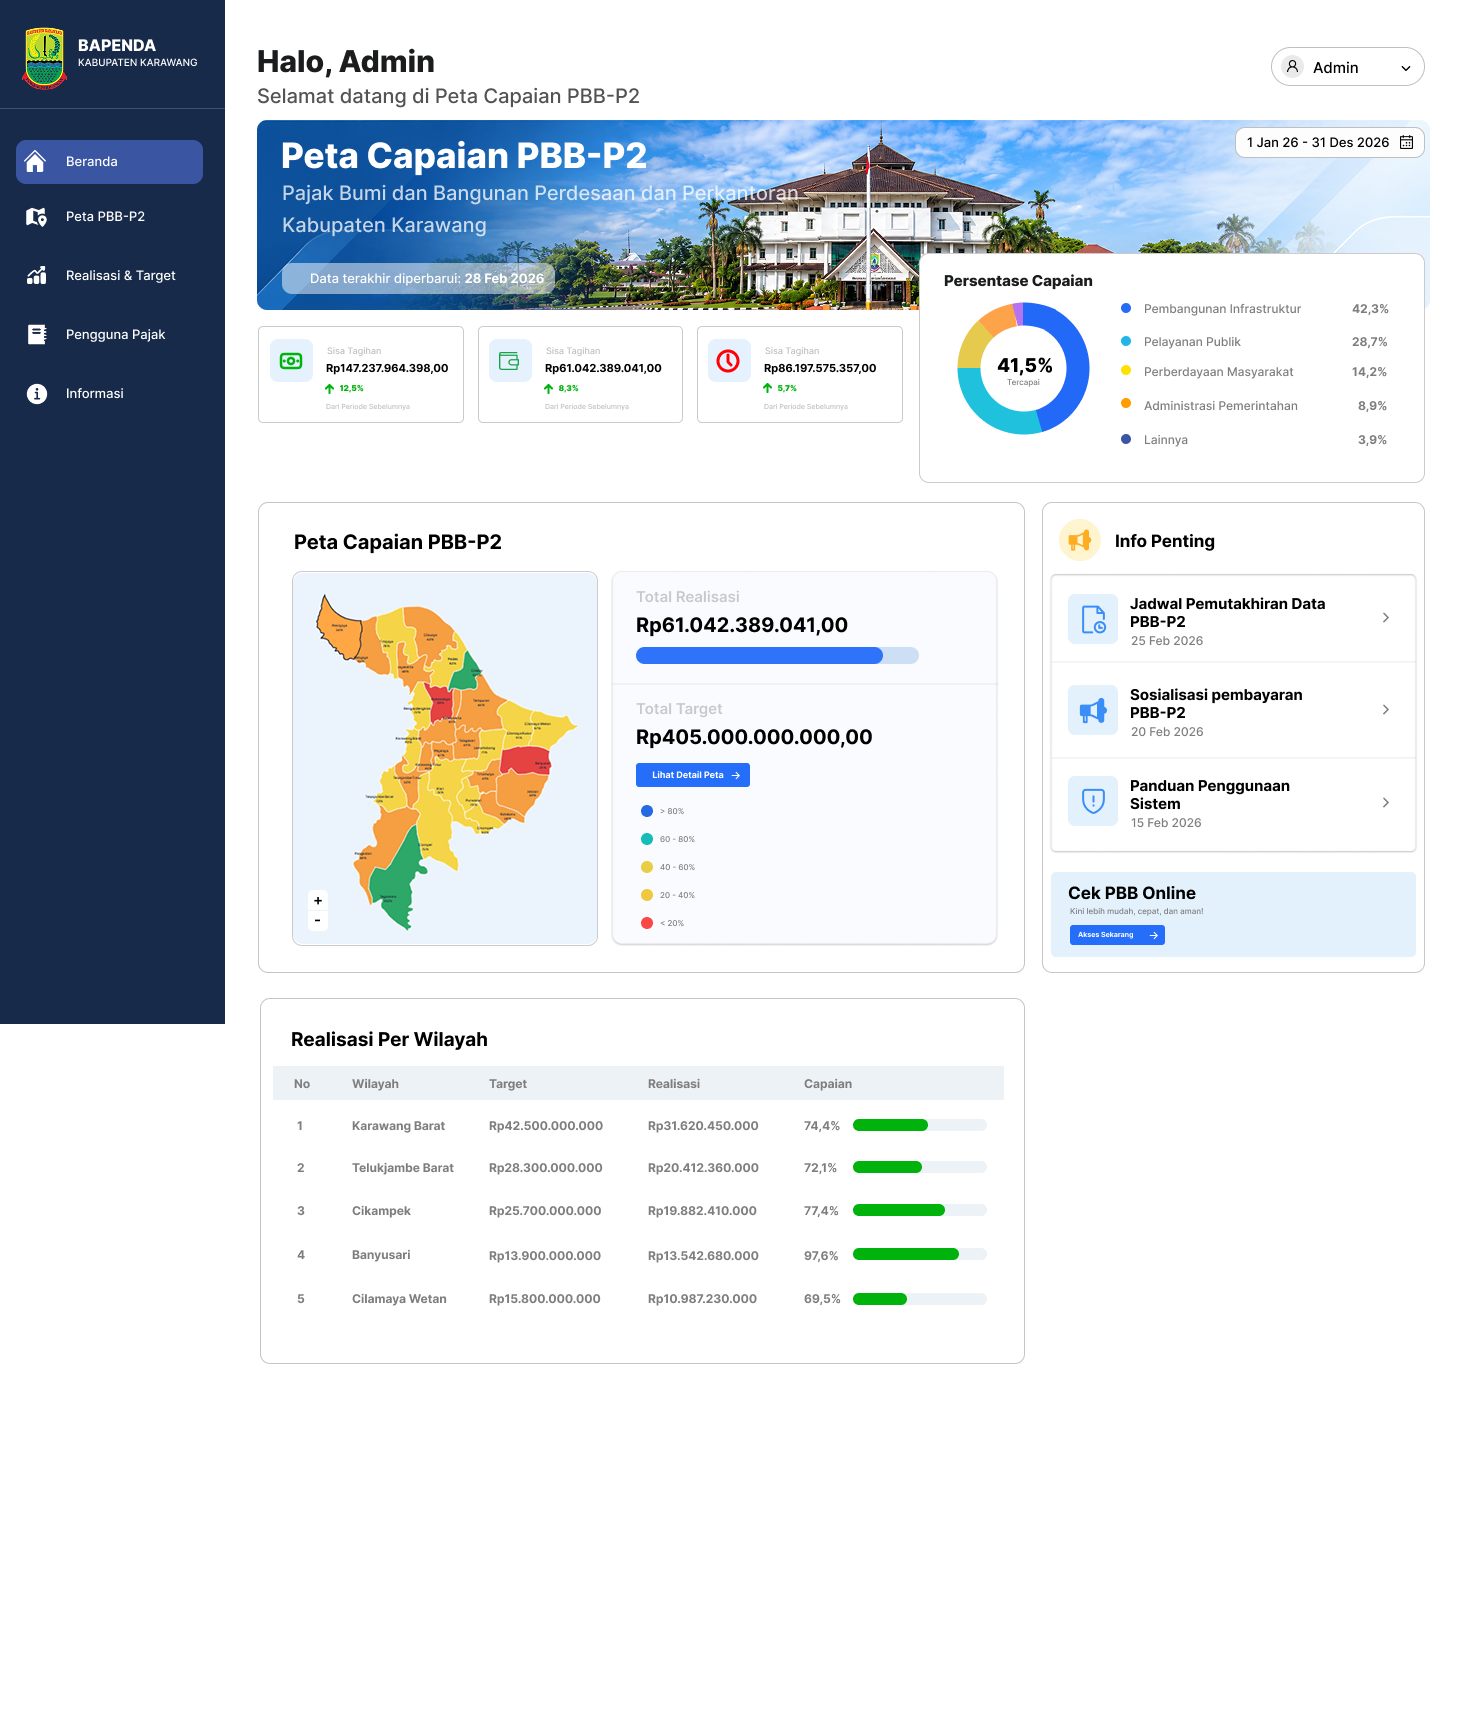 BAPENDA
KABUPATEN KARAWANG
Beranda
Peta PBB-P2
Realisasi & Target
Pengguna Pajak
Informasi
Halo, Admin
Selamat datang di Peta Capaian PBB-P2
Admin
Peta Capaian PBB-P2
Pajak Bumi dan Bangunan Perdesaan dan Perkantoran
Kabupaten Karawang
Data terakhir diperbarui: 28 Feb 2026
1 Jan 26 - 31 Des 2026
Sisa Tagihan
Rp147.237.964.398,00
12,5%
Dari Periode Sebelumnya
Sisa Tagihan
Rp61.042.389.041,00
8,3%
Dari Periode Sebelumnya
Sisa Tagihan
Rp86.197.575.357,00
5,7%
Dari Periode Sebelumnya
Persentase Capaian
41,5%
Tercapai
Pembangunan Infrastruktur 42,3%
Pelayanan Publik 28,7%
Perberdayaan Masyarakat 14,2%
Administrasi Pemerintahan 8,9%
Lainnya 3,9%
Peta Capaian PBB-P2
+
-
Total Realisasi
Rp61.042.389.041,00
Total Target
Rp405.000.000.000,00
Lihat Detail Peta
> 80%
60 - 80%
40 - 60%
20 - 40%
< 20%
Info Penting
Jadwal Pemutakhiran Data
PBB-P2
25 Feb 2026
Sosialisasi pembayaran
PBB-P2
20 Feb 2026
Panduan Penggunaan
Sistem
15 Feb 2026
Cek PBB Online
Kini lebih mudah, cepat, dan aman!
Akses Sekarang
Realisasi Per Wilayah
No Wilayah Target Realisasi Capaian
1 Karawang Barat Rp42.500.000.000 Rp31.620.450.000 74,4%
2 Telukjambe Barat Rp28.300.000.000 Rp20.412.360.000 72,1%
3 Cikampek Rp25.700.000.000 Rp19.882.410.000 77,4%
4 Banyusari Rp13.900.000.000 Rp13.542.680.000 97,6%
5 Cilamaya Wetan Rp15.800.000.000 Rp10.987.230.000 69,5%